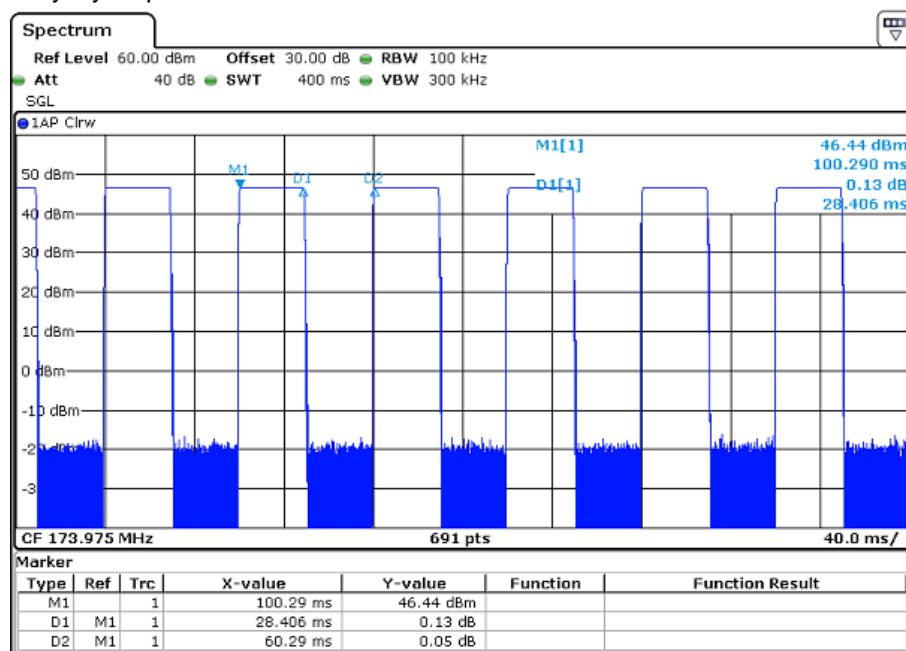 Spectrum
Ref Level 60.00 dBm Offset 30.00 dB RBW 100 kHz
Att 40 dB SWT 400 ms VBW 300 kHz
SGL
1AP Clrw
M1[1] 46.44 dBm
100.290 ms
D1[1] 0.13 dB
28.406 ms
M1
D1
D2
50 dBm
40 dBm
30 dBm
20 dBm
10 dBm
0 dBm
-10 dBm
CF 173.975 MHz 691 pts 40.0 ms/
Marker
Type Ref Trc X-value Y-value Function Function Result
M1 1 100.29 ms 46.44 dBm
D1 M1 1 28.406 ms 0.13 dB
D2 M1 1 60.29 ms 0.05 dB